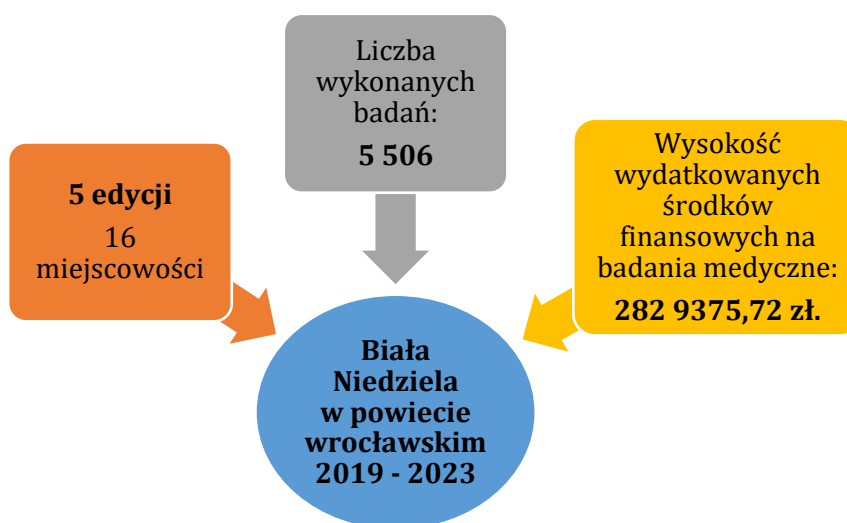 Liczba
wykonanych
badań:
5 506
5 edycji
16
miejscowości
Wysokość
wydatkowanych
środków
finansowych na
badania medyczne:
282 9375,72 zł.
Biała
Niedziela
w powiecie
wrocławskim
2019 - 2023